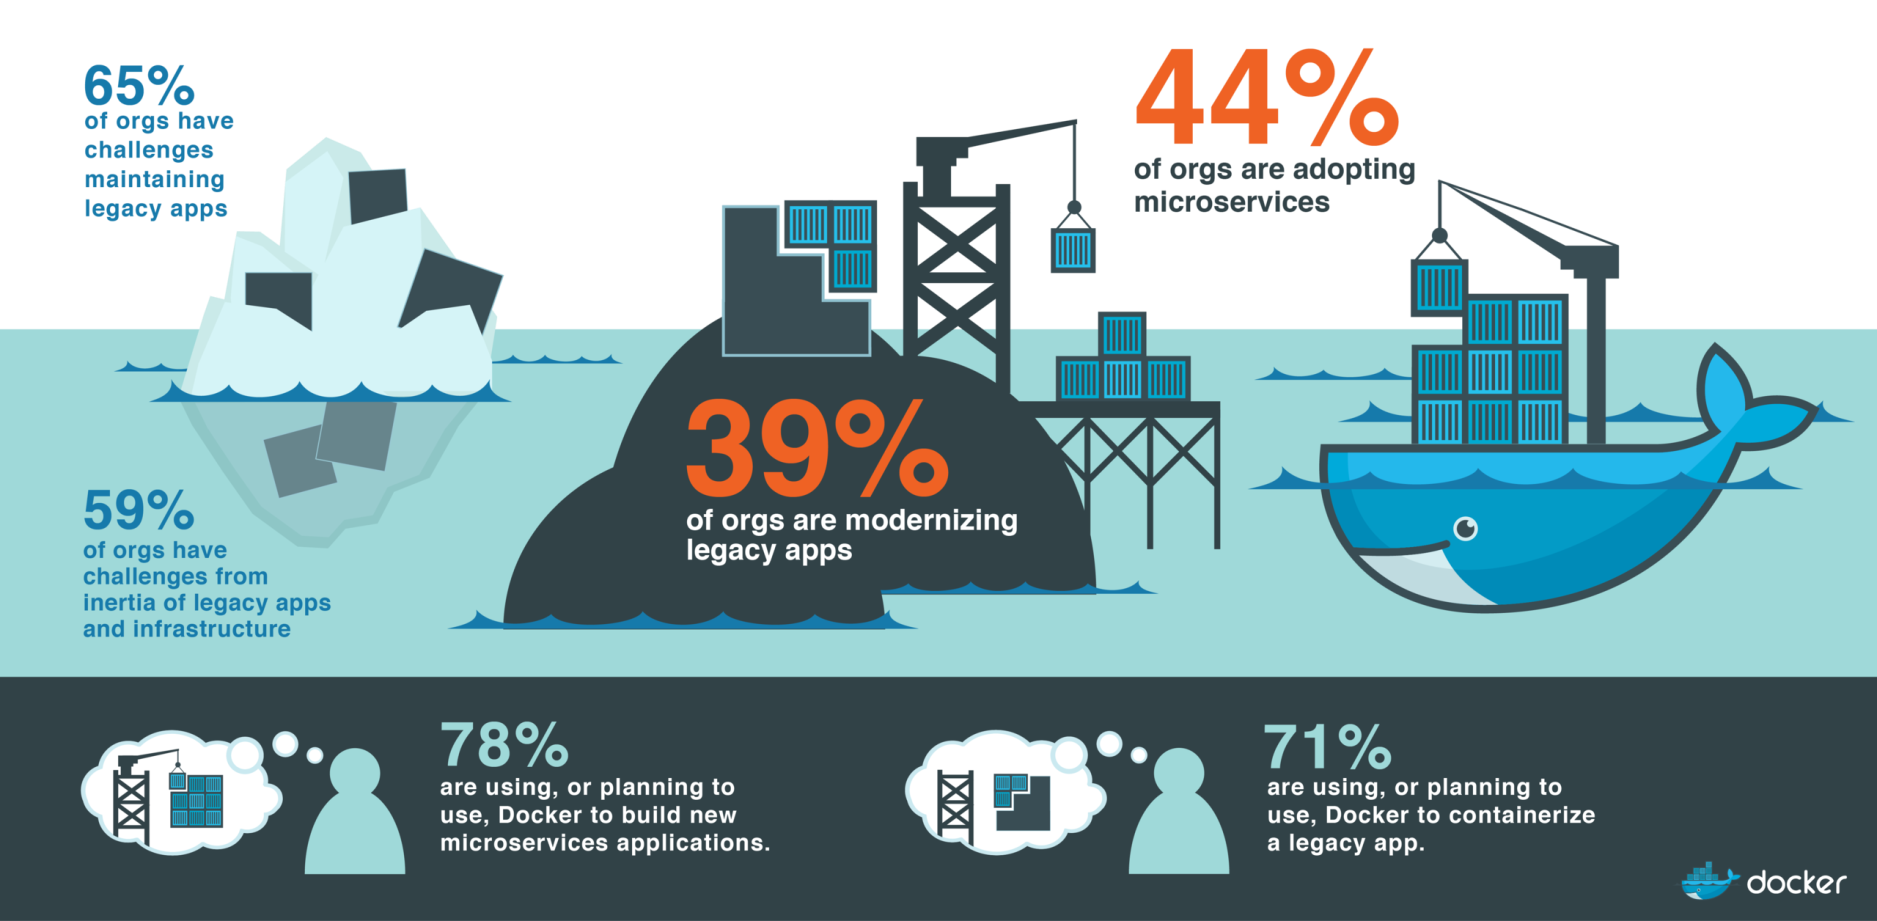 65%
of orgs have
challenges
maintaining
legacy apps
44%
of orgs are adopting
microservices
39%
of orgs are modernizing
legacy apps
59%
of orgs have
challenges from
inertia of legacy apps
and infrastructure
78%
are using, or planning to
use, Docker to build new
microservices applications.
71%
are using, or planning to
use, Docker to containerize
a legacy app.
docker